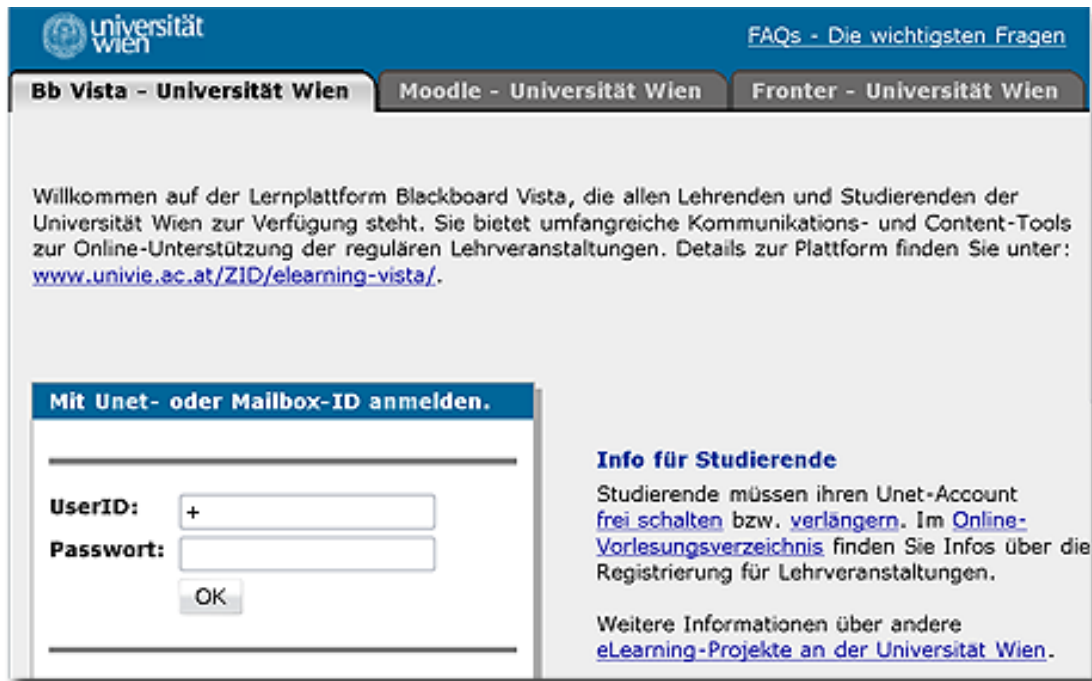 universität
wien
FAQs - Die wichtigsten Fragen
Bb Vista - Universität Wien
Moodle - Universität Wien
Fronter - Universität Wien
Willkommen auf der Lernplattform Blackboard Vista, die allen Lehrenden und Studierenden der
Universität Wien zur Verfügung steht. Sie bietet umfangreiche Kommunikations- und Content-Tools
zur Online-Unterstützung der regulären Lehrveranstaltungen. Details zur Plattform finden Sie unter:
www.univie.ac.at/ZID/elearning-vista/.
Mit Unet- oder Mailbox-ID anmelden.
UserID: +
Passwort:
OK
Info für Studierende
Studierende müssen ihren Unet-Account
frei schalten bzw. verlängern. Im Online-
Vorlesungsverzeichnis finden Sie Infos über die
Registrierung für Lehrveranstaltungen.
Weitere Informationen über andere
eLearning-Projekte an der Universität Wien.